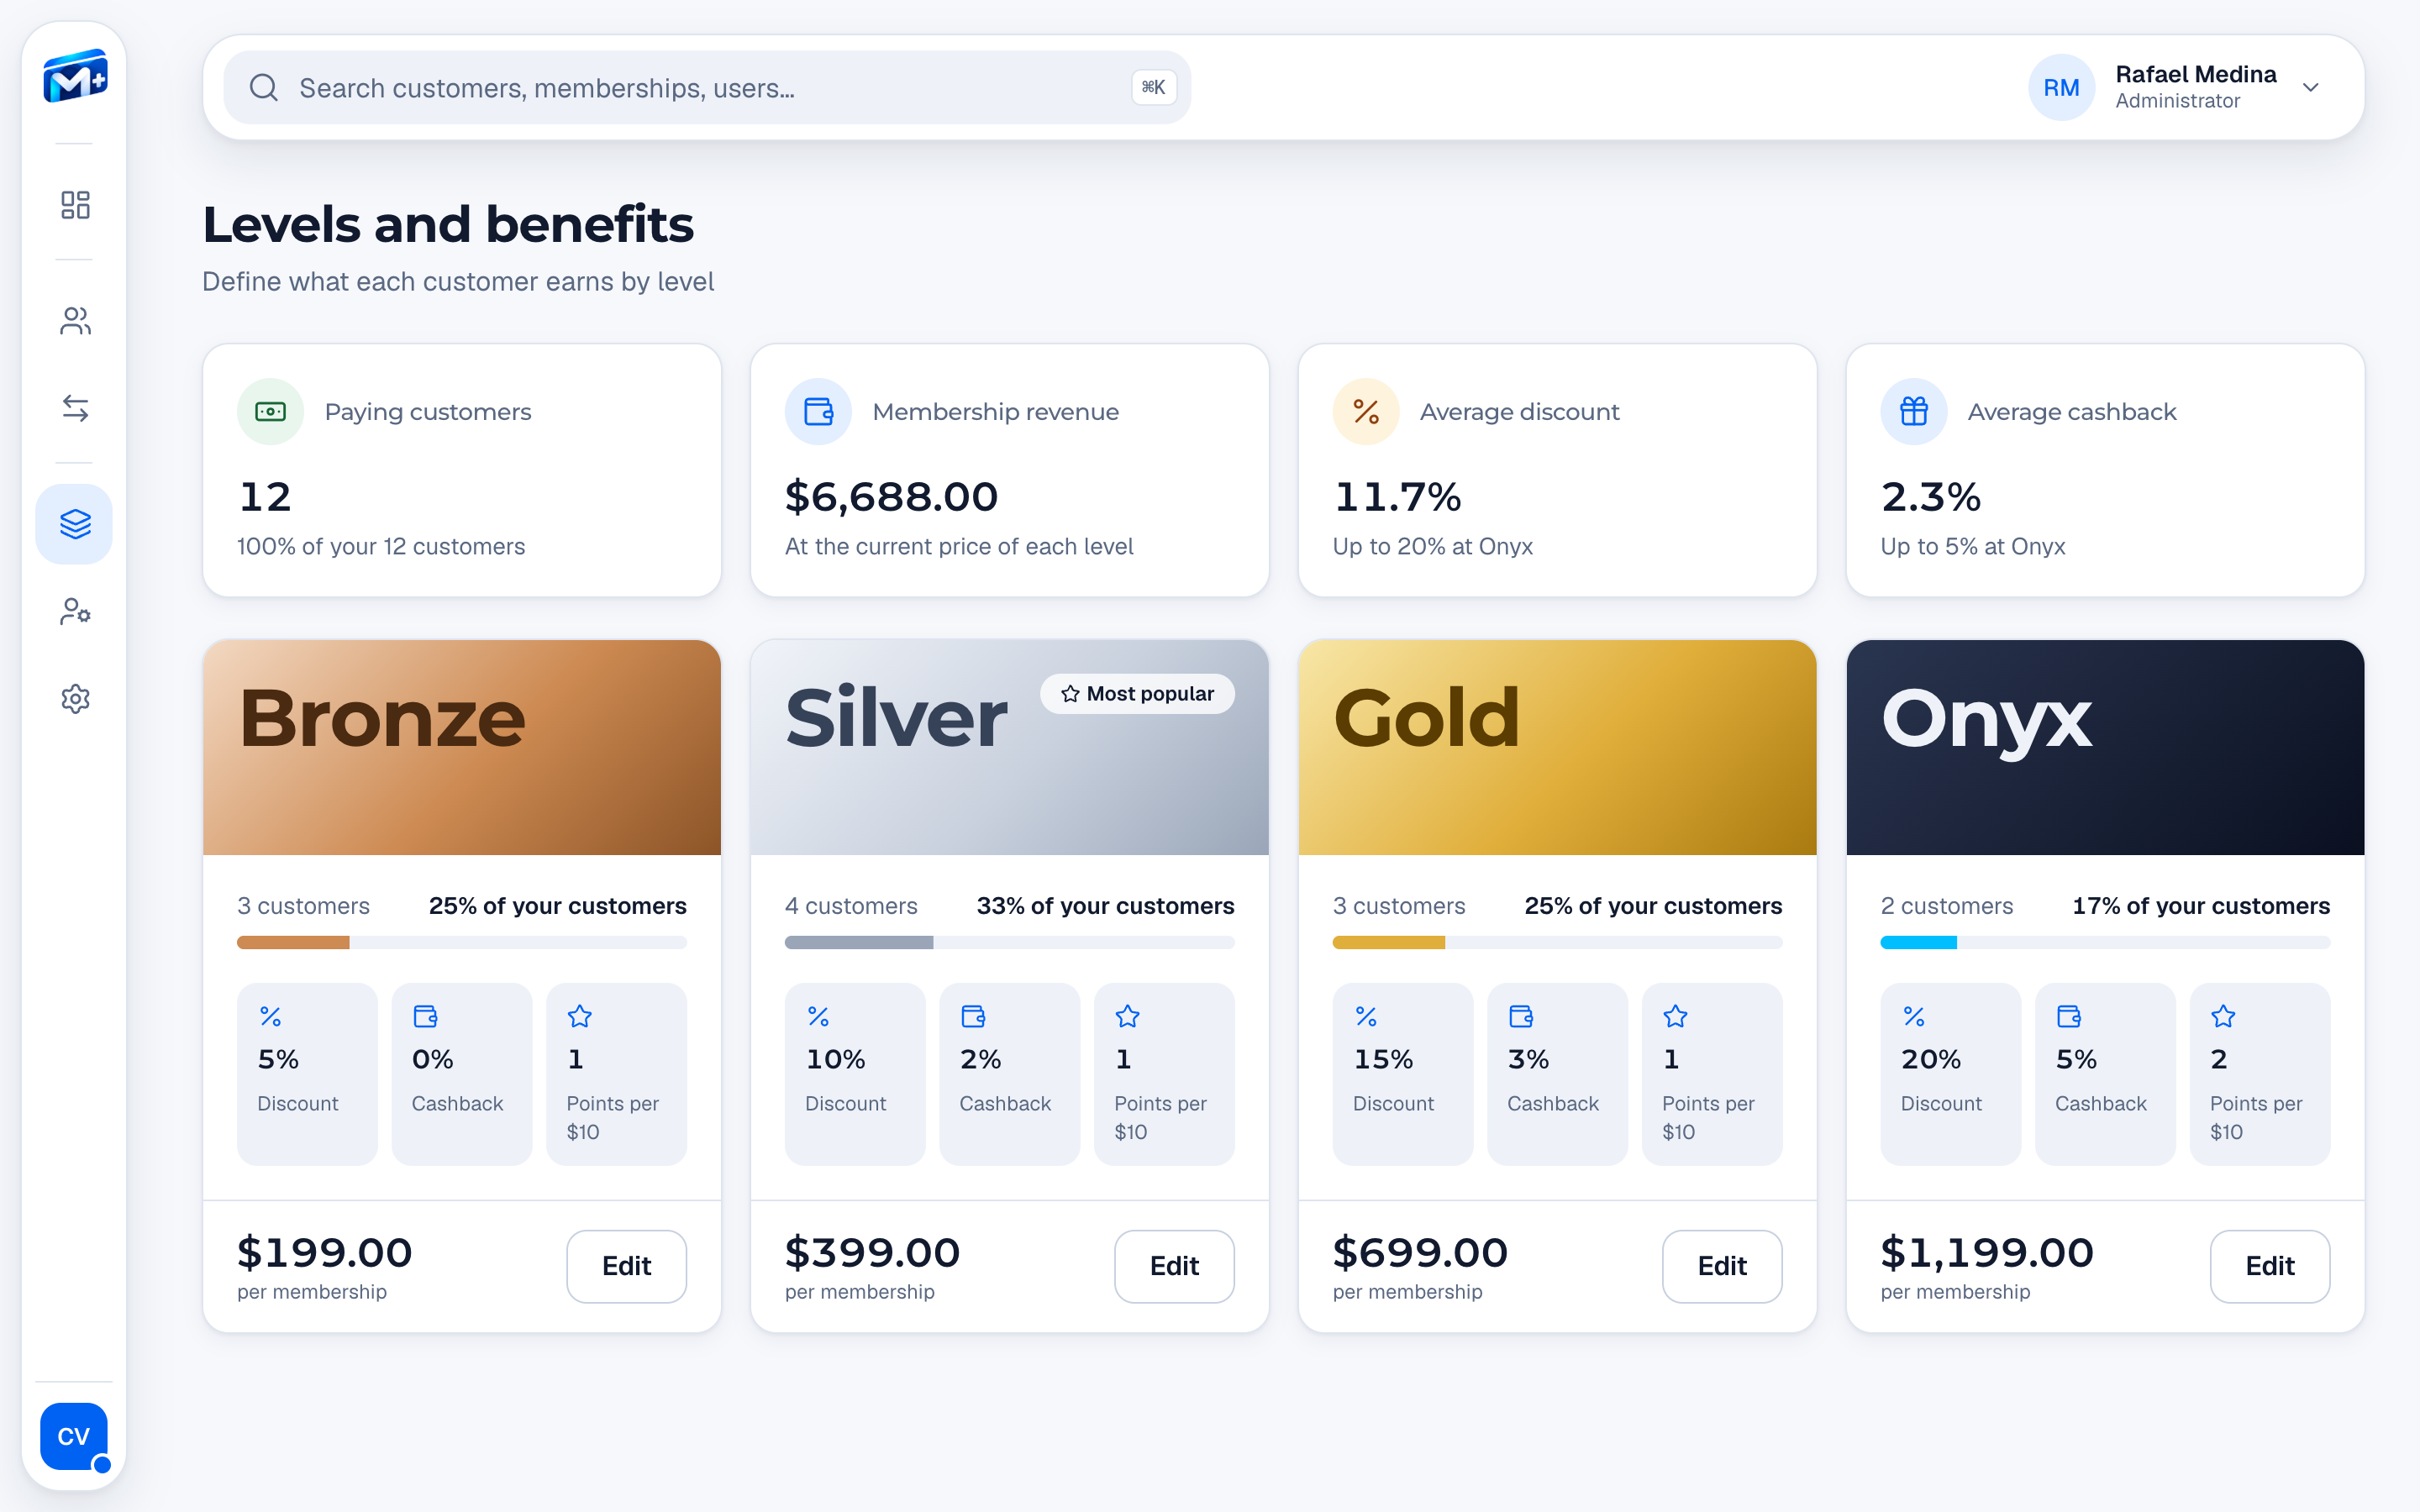 M+
Search customers, memberships, users...
⌘K
RM
Rafael Medina
Administrator
Levels and benefits
Define what each customer earns by level
Paying customers
12
100% of your 12 customers
Membership revenue
$6,688.00
At the current price of each level
Average discount
11.7%
Up to 20% at Onyx
Average cashback
2.3%
Up to 5% at Onyx
Bronze
3 customers
25% of your customers
5%
Discount
0%
Cashback
1
Points per
$10
$199.00
per membership
Edit
Silver
Most popular
4 customers
33% of your customers
10%
Discount
2%
Cashback
1
Points per
$10
$399.00
per membership
Edit
Gold
3 customers
25% of your customers
15%
Discount
3%
Cashback
1
Points per
$10
$699.00
per membership
Edit
Onyx
2 customers
17% of your customers
20%
Discount
5%
Cashback
2
Points per
$10
$1,199.00
per membership
Edit
CV